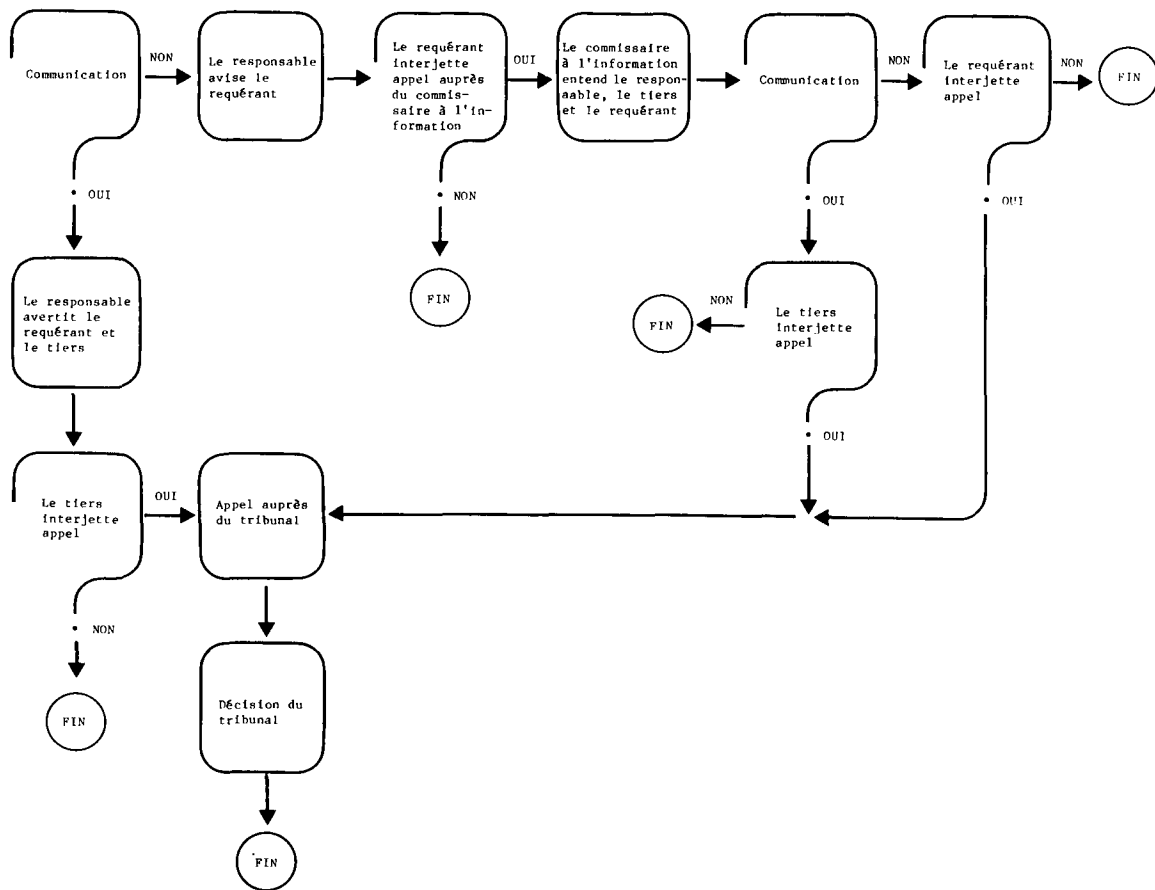 Communication
NON
Le responsable
avise le
requérant
Le requérant
interjette
appel auprès
du commis-
saire à l'in-
formation
OUI
Le commissaire
à l'information
entend le respon-
aable, le tiers
et le requérant
Communication
NON
Le requérant
interjette
appel
NON
FIN
OUI
NON
OUI
OUI
Le responsable
avertit le
requérant et
le tiers
FIN
FIN
NON
Le tiers
interjette
appel
OUI
Le tiers
interjette
appel
OUI
Appel auprès
du tribunal
NON
FIN
Décision du
tribunal
FIN